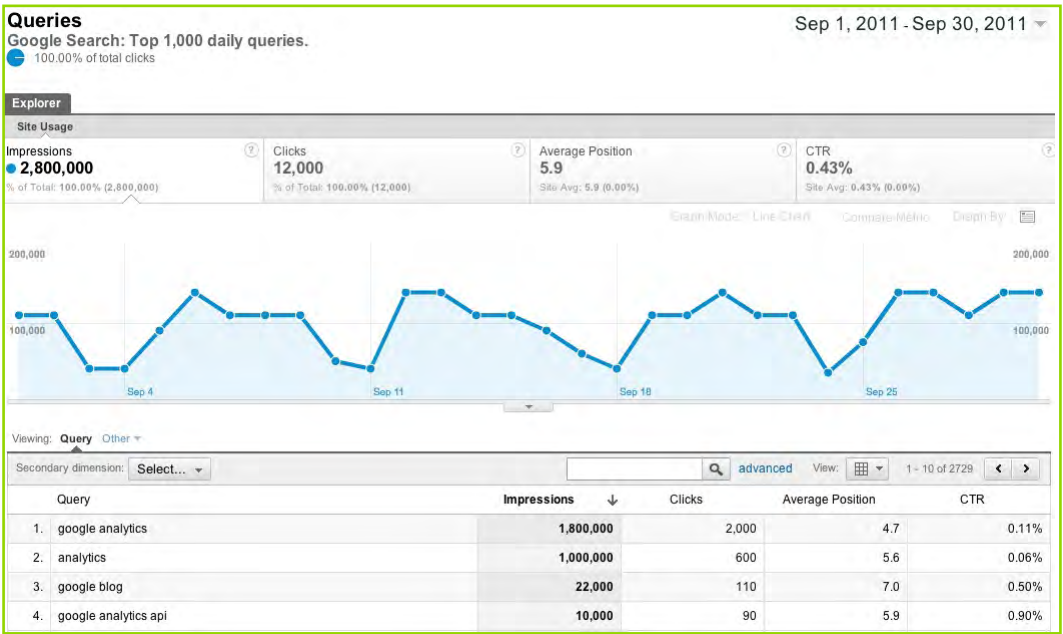 Queries
Sep 1, 2011 - Sep 30, 2011
Google Search: Top 1,000 daily queries.
100.00% of total clicks
Explorer
Site Usage
Impressions ? Clicks ? Average Position ? CTR ?
2,800,000 12,000 5.9 0.43%
% of Total: 100.00% (2,800,000) % of Total: 100.00% (12,000) Site Avg: 5.9 (0.00%) Site Avg: 0.43% (0.00%)
Graph Mode: Line Chart Compare Metric Graph By:
200,000 200,000
100,000 100,000
Sep 4 Sep 11 Sep 18 Sep 25
Viewing: Query Other
Secondary dimension: Select... advanced View: 1 - 10 of 2729
Query Impressions Clicks Average Position CTR
1. google analytics 1,800,000 2,000 4.7 0.11%
2. analytics 1,000,000 600 5.6 0.06%
3. google blog 22,000 110 7.0 0.50%
4. google analytics api 10,000 90 5.9 0.90%